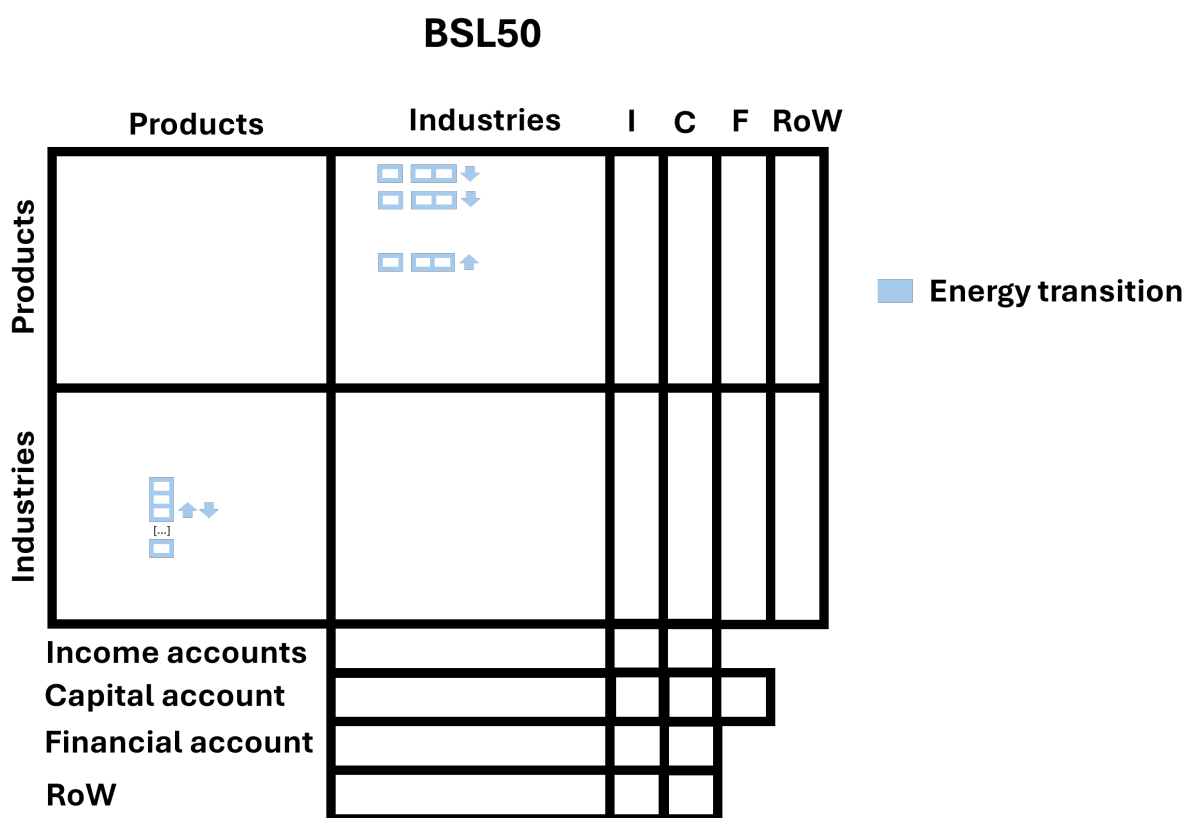 BSL50
Products
Industries
I
C
F
RoW
Products
Energy transition
Industries
[...]
Income accounts
Capital account
Financial account
RoW